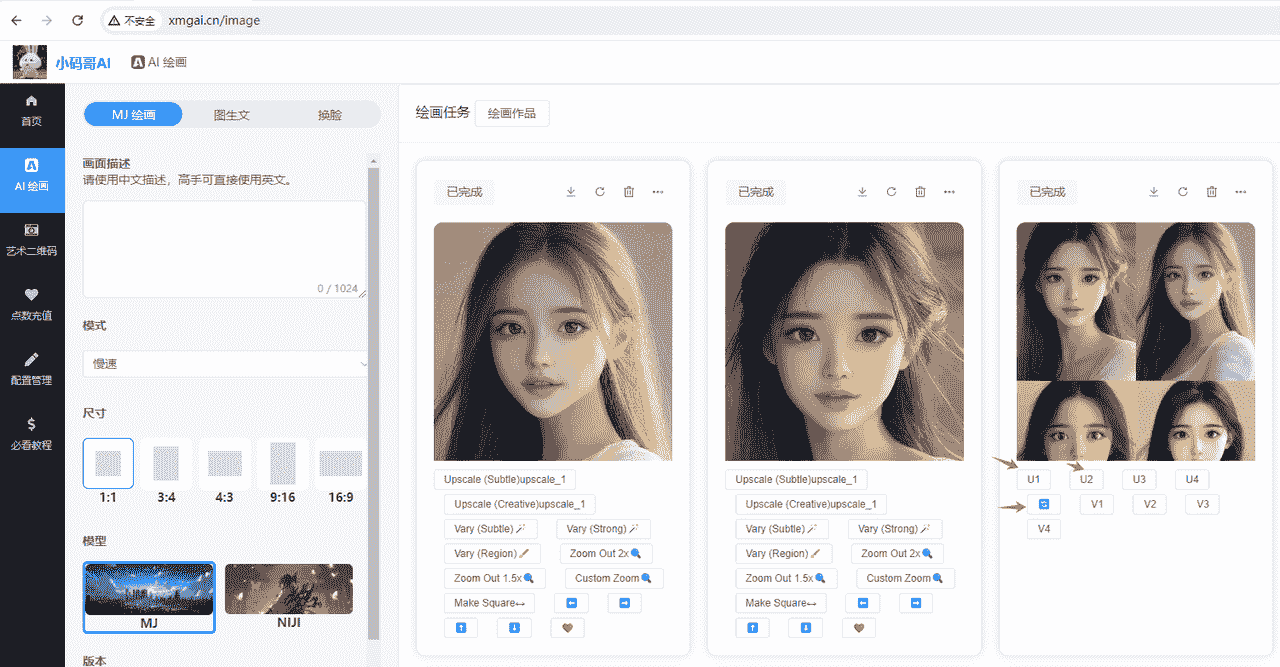 不安全 xmgai.cn/image
小码哥AI AI 绘画
首页
AI 绘画
艺术二维码
点数充值
配置管理
必看教程
MJ 绘画 图生文 换脸
画面描述
请使用中文描述，高手可直接使用英文。
0 / 1024
模式
慢速
尺寸
1:1 3:4 4:3 9:16 16:9
模型
MJ NIJI
版本
绘画任务 绘画作品
已完成
Upscale (Subtle)upscale_1
Upscale (Creative)upscale_1
Vary (Subtle) Vary (Strong)
Vary (Region) Zoom Out 2x
Zoom Out 1.5x Custom Zoom
Make Square
已完成
Upscale (Subtle)upscale_1
Upscale (Creative)upscale_1
Vary (Subtle) Vary (Strong)
Vary (Region) Zoom Out 2x
Zoom Out 1.5x Custom Zoom
Make Square
已完成
U1 U2 U3 U4
V1 V2 V3
V4